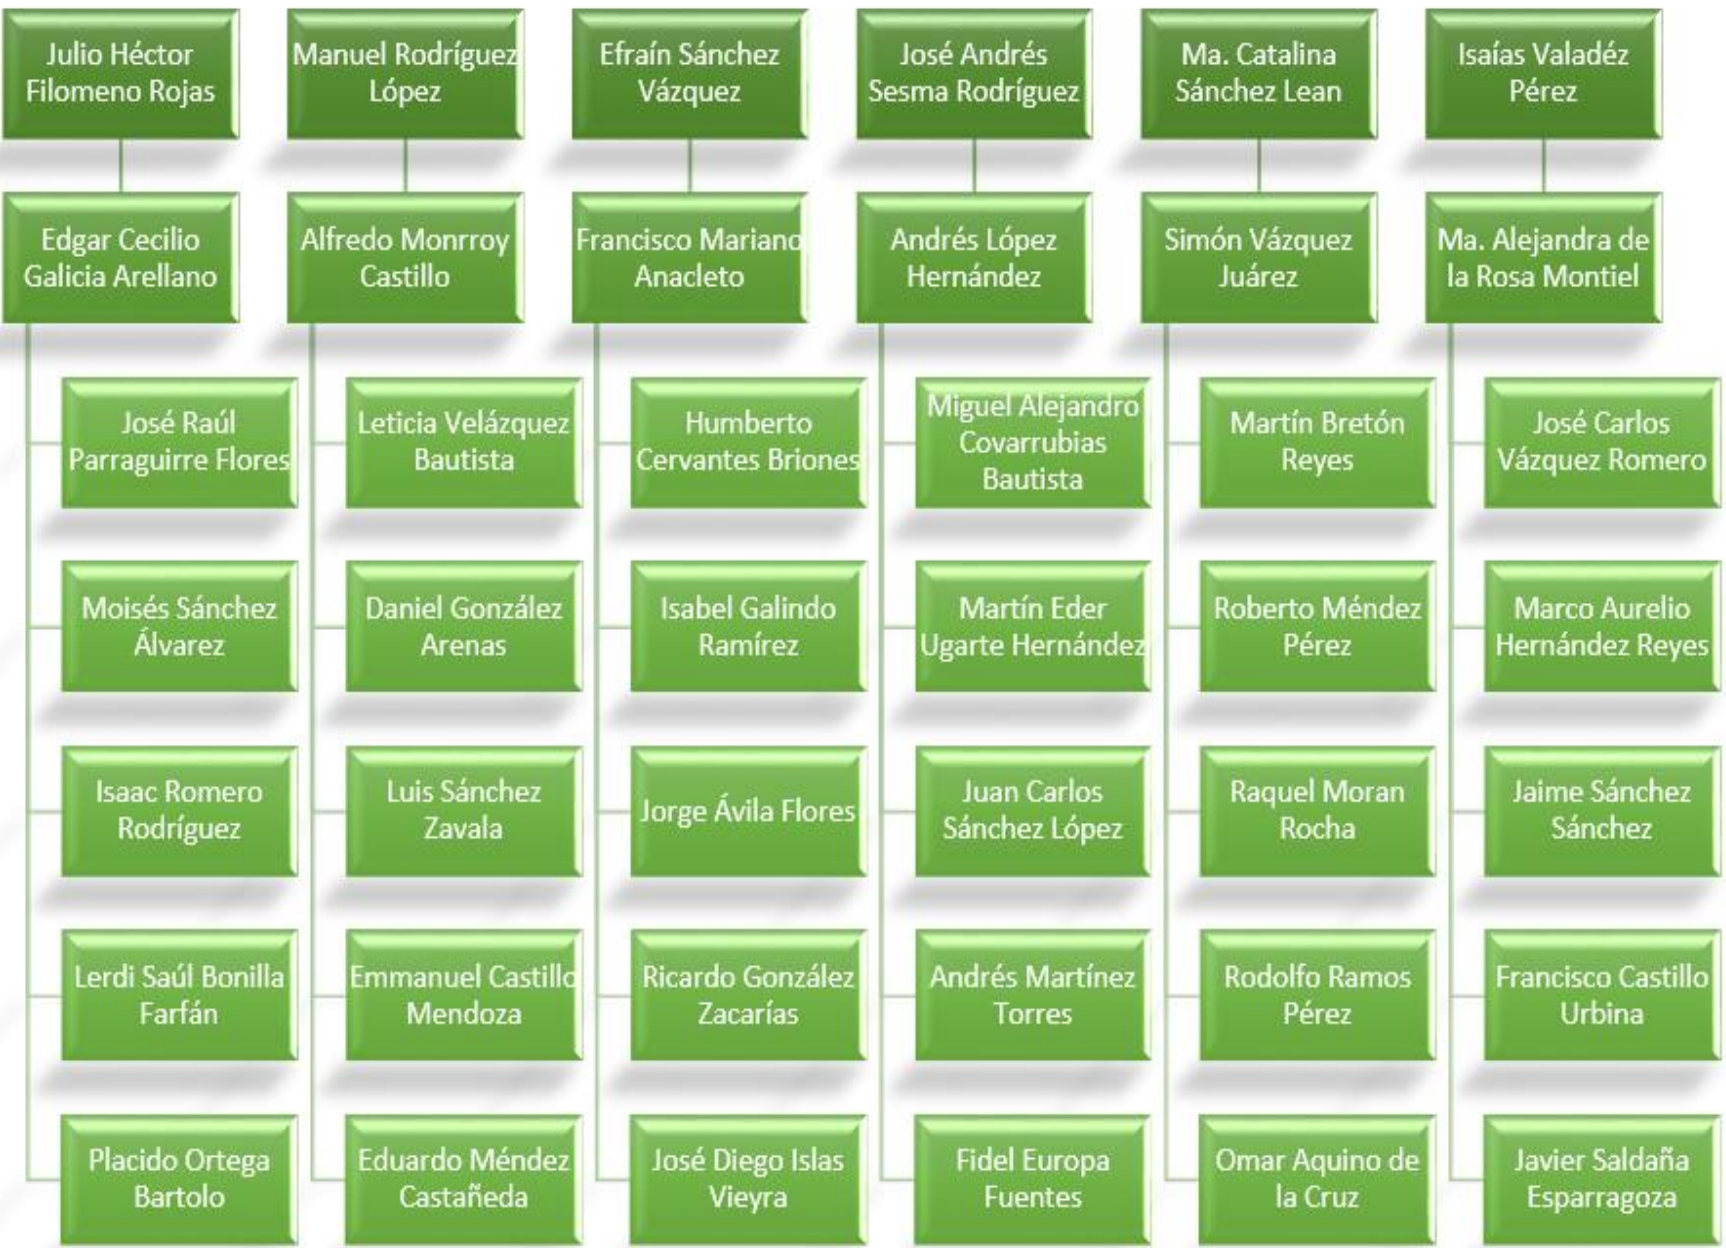 Julio Héctor
Filomeno Rojas
Manuel Rodríguez
López
Efraín Sánchez
Vázquez
José Andrés
Sesma Rodríguez
Ma. Catalina
Sánchez Lean
Isaías Valadéz
Pérez
Edgar Cecilio
Galicia Arellano
Alfredo Monrroy
Castillo
Francisco Mariano
Anacleto
Andrés López
Hernández
Simón Vázquez
Juárez
Ma. Alejandra de
la Rosa Montiel
José Raúl
Parraguirre Flores
Leticia Velázquez
Bautista
Humberto
Cervantes Briones
Miguel Alejandro
Covarrubias
Bautista
Martín Bretón
Reyes
José Carlos
Vázquez Romero
Moisés Sánchez
Álvarez
Daniel González
Arenas
Isabel Galindo
Ramírez
Martín Eder
Ugarte Hernández
Roberto Méndez
Pérez
Marco Aurelio
Hernández Reyes
Isaac Romero
Rodríguez
Luis Sánchez
Zavala
Jorge Ávila Flores
Juan Carlos
Sánchez López
Raquel Moran
Rocha
Jaime Sánchez
Sánchez
Lerdi Saúl Bonilla
Farfán
Emmanuel Castillo
Mendoza
Ricardo González
Zacarías
Andrés Martínez
Torres
Rodolfo Ramos
Pérez
Francisco Castillo
Urbina
Placido Ortega
Bartolo
Eduardo Méndez
Castañeda
José Diego Islas
Vieyra
Fidel Europa
Fuentes
Omar Aquino de
la Cruz
Javier Saldaña
Esparragoza